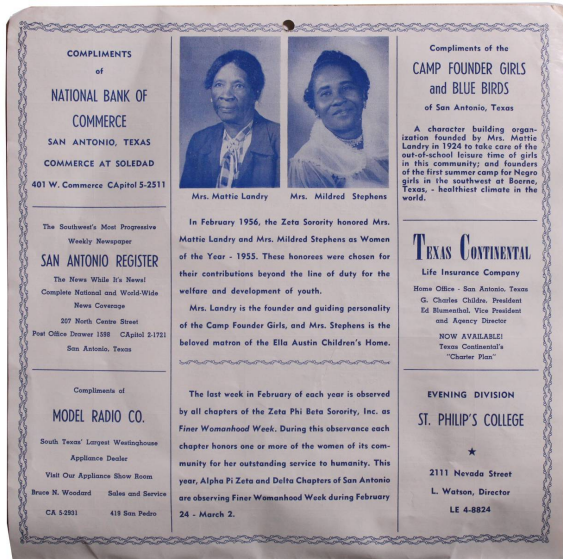 COMPLIMENTS
of
NATIONAL BANK OF
COMMERCE
SAN ANTONIO, TEXAS
COMMERCE AT SOLEDAD
401 W. Commerce CApitol 5-2511
The Southwest's Most Progressive
Weekly Newspaper
SAN ANTONIO REGISTER
The News While It's News!
Complete National and World-Wide
News Coverage
207 North Centre Street
Post Office Drawer 1598 CApitol 2-1721
San Antonio, Texas
Compliments of
MODEL RADIO CO.
South Texas' Largest Westinghouse
Appliance Dealer
Visit Our Appliance Show Room
Bruce N. Woodard Sales and Service
CA 5-2931 419 San Pedro
Mrs. Mattie Landry Mrs. Mildred Stephens
In February 1956, the Zeta Sorority honored Mrs.
Mattie Landry and Mrs. Mildred Stephens as Women
of the Year - 1955. These honorees were chosen for
their contributions beyond the line of duty for the
welfare and development of youth.
Mrs. Landry is the founder and guiding personality
of the Camp Founder Girls, and Mrs. Stephens is the
beloved matron of the Ella Austin Children's Home.
The last week in February of each year is observed
by all chapters of the Zeta Phi Beta Sorority, Inc. as
Finer Womanhood Week. During this observance each
chapter honors one or more of the women of its com-
munity for her outstanding service to humanity. This
year, Alpha Pi Zeta and Delta Chapters of San Antonio
are observing Finer Womanhood Week during February
24 - March 2.
Compliments of the
CAMP FOUNDER GIRLS
and BLUE BIRDS
of San Antonio, Texas
A character building organ-
ization founded by Mrs. Mattie
Landry in 1924 to take care of the
out-of-school leisure time of girls
in this community; and founders
of the first summer camp for Negro
girls in the southwest at Boerne,
Texas, - healthiest climate in the
world.
TEXAS CONTINENTAL
Life Insurance Company
Home Office - San Antonio, Texas
G. Charles Childre, President
Ed Blumenthal, Vice President
and Agency Director
NOW AVAILABLE!
Texas Continental's
"Charter Plan"
EVENING DIVISION
ST. PHILIP'S COLLEGE
2111 Nevada Street
L. Watson, Director
LE 4-8824